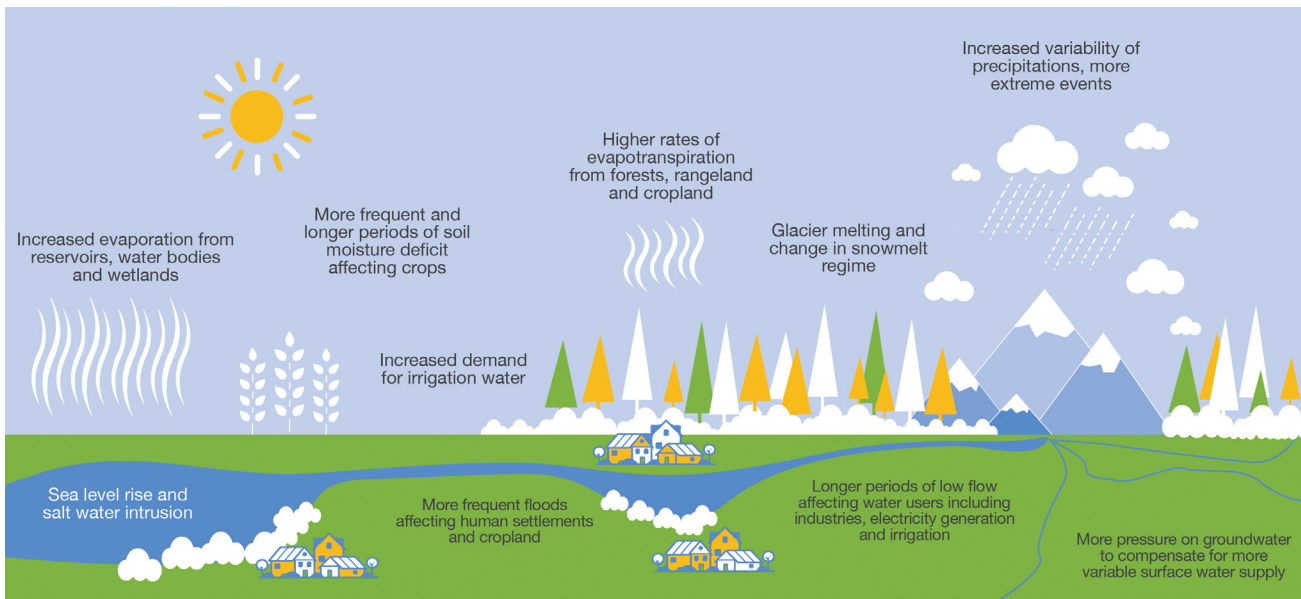 Increased variability of
precipitations, more
extreme events
Higher rates of
evapotranspiration
from forests, rangeland
and cropland
More frequent and
longer periods of soil
moisture deficit
affecting crops
Increased evaporation from
reservoirs, water bodies
and wetlands
Glacier melting and
change in snowmelt
regime
Increased demand
for irrigation water
Sea level rise and
salt water intrusion
More frequent floods
affecting human settlements
and cropland
Longer periods of low flow
affecting water users including
industries, electricity generation
and irrigation
More pressure on groundwater
to compensate for more
variable surface water supply